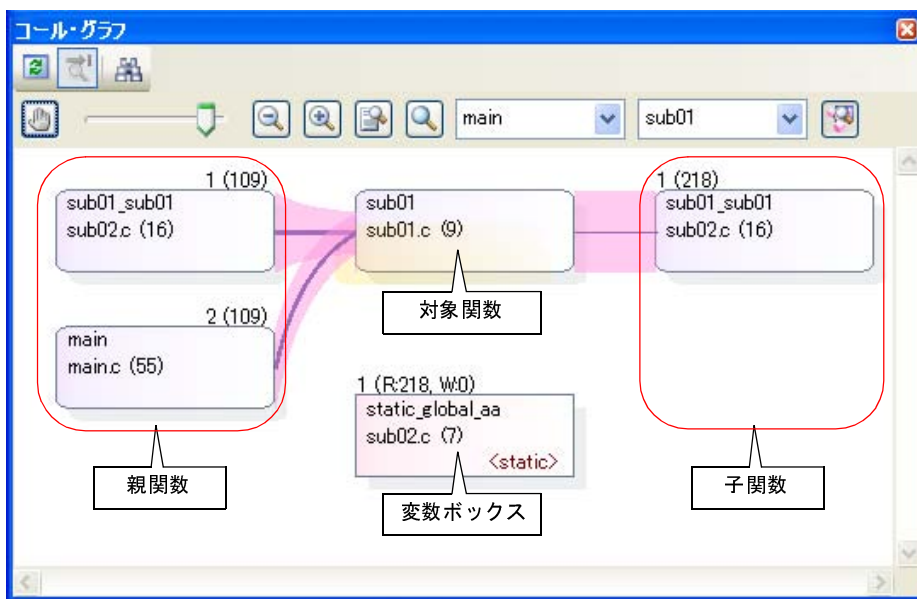 コール・グラフ
main
sub01
1 (109)
sub01_sub01
sub02.c (16)
2 (109)
main
main.c (55)
親関数
sub01
sub01.c (9)
対象関数
1 (R:218, W:0)
static_global_aa
sub02.c (7)
<static>
変数ボックス
1 (218)
sub01_sub01
sub02.c (16)
子関数